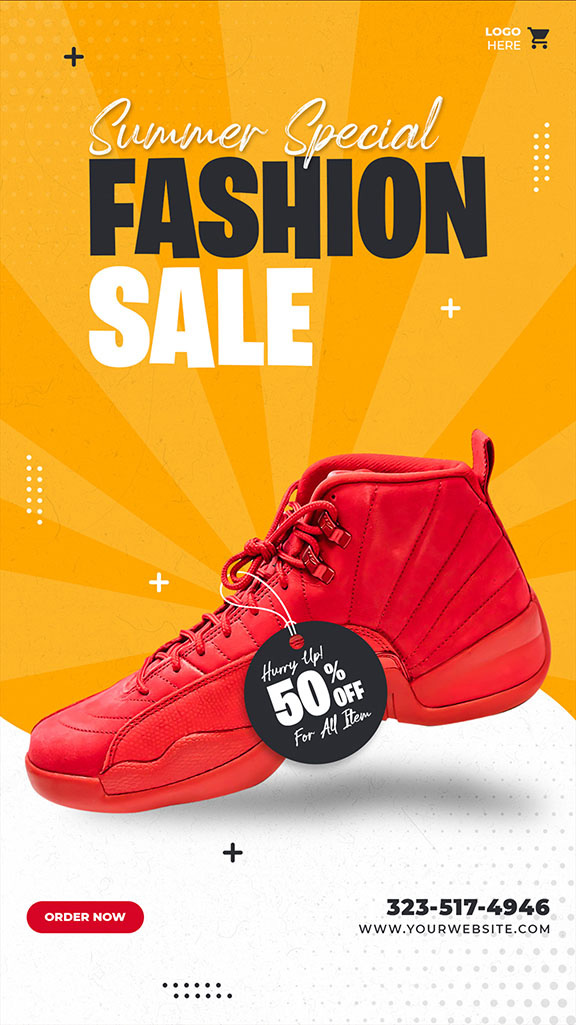 LOGO
HERE
Summer Special
FASHION
SALE
Hurry Up!
50% OFF
For All Item
ORDER NOW
323-517-4946
WWW.YOURWEBSITE.COM